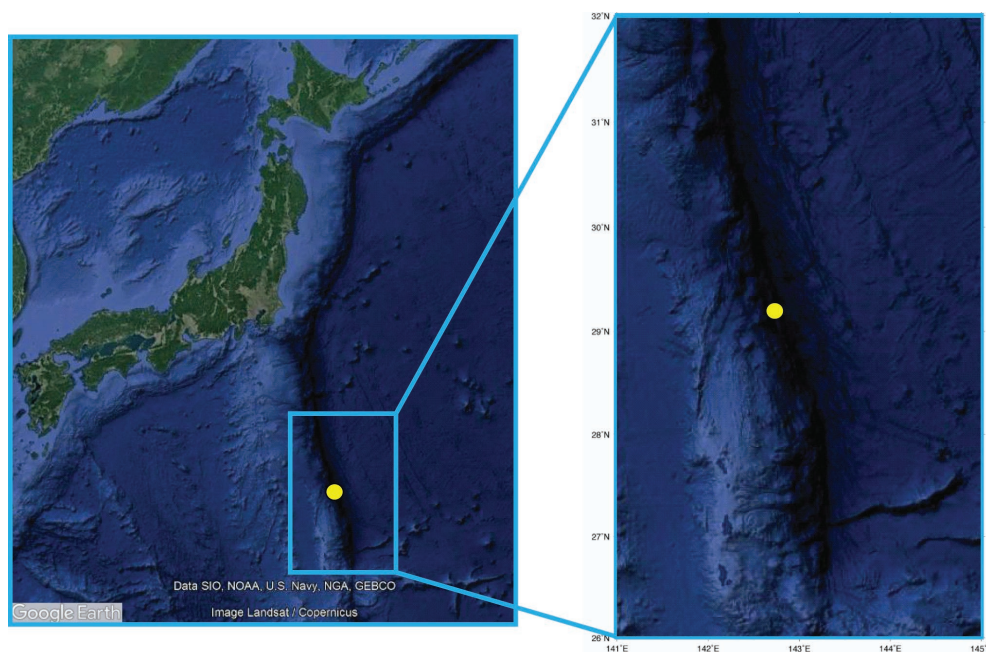 32˚N
31˚N
30˚N
29˚N
28˚N
27˚N
26˚N
141˚E
142˚E
143˚E
144˚E
145˚
Data SIO, NOAA, U.S. Navy, NGA, GEBCO
Image Landsat / Copernicus
Google Earth